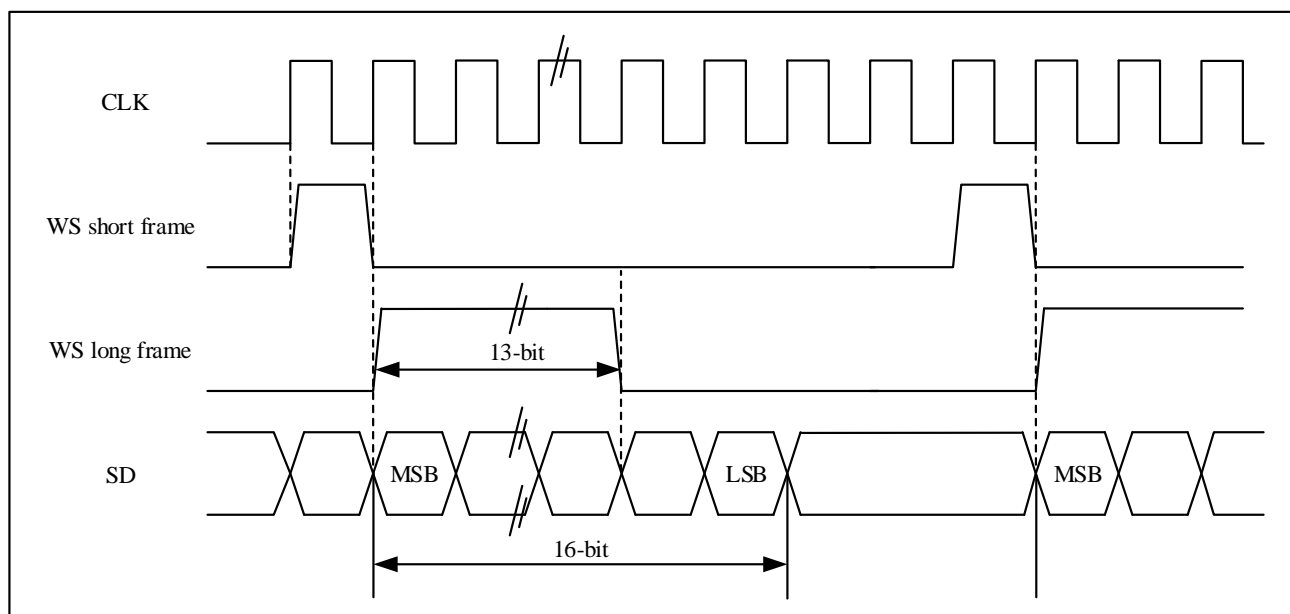 CLK
WS short frame
WS long frame
13-bit
SD
MSB
LSB
MSB
16-bit